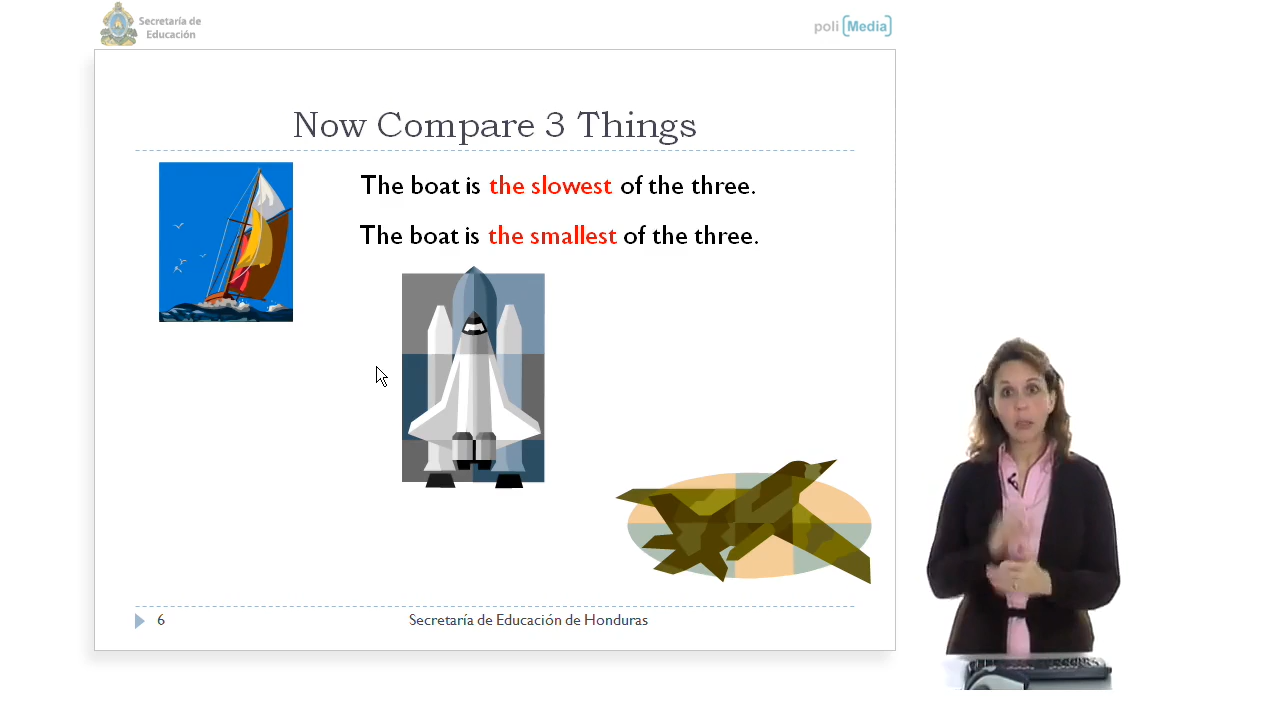 Secretaría de
Educación
poli [Media]
Now Compare 3 Things
The boat is the slowest of the three.
The boat is the smallest of the three.
6
Secretaría de Educación de Honduras